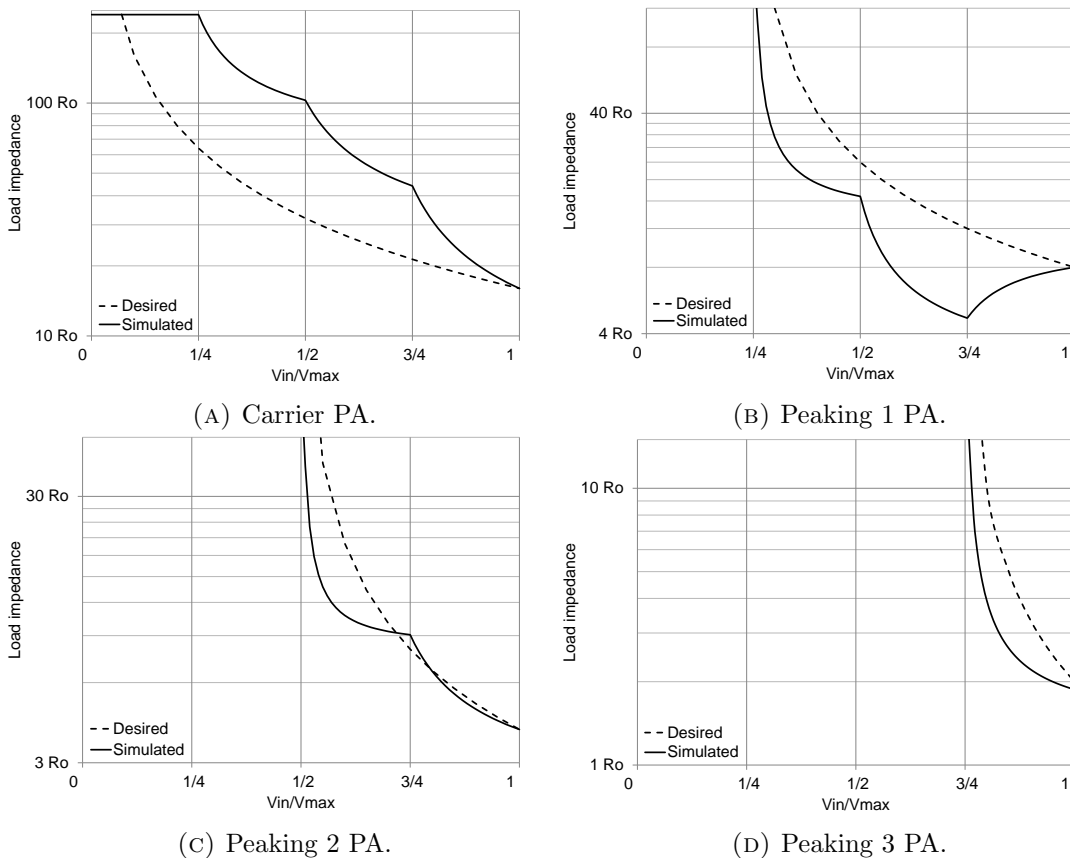 Load impedance
100 Ro
10 Ro
Desired
Simulated
0
1/4
1/2
3/4
1
Vin/Vmax
(A) Carrier PA.
Load impedance
40 Ro
4 Ro
Desired
Simulated
0
1/4
1/2
3/4
1
Vin/Vmax
(B) Peaking 1 PA.
Load impedance
30 Ro
3 Ro
Desired
Simulated
0
1/4
1/2
3/4
1
Vin/Vmax
(C) Peaking 2 PA.
Load impedance
10 Ro
1 Ro
Desired
Simulated
0
1/4
1/2
3/4
1
Vin/Vmax
(D) Peaking 3 PA.